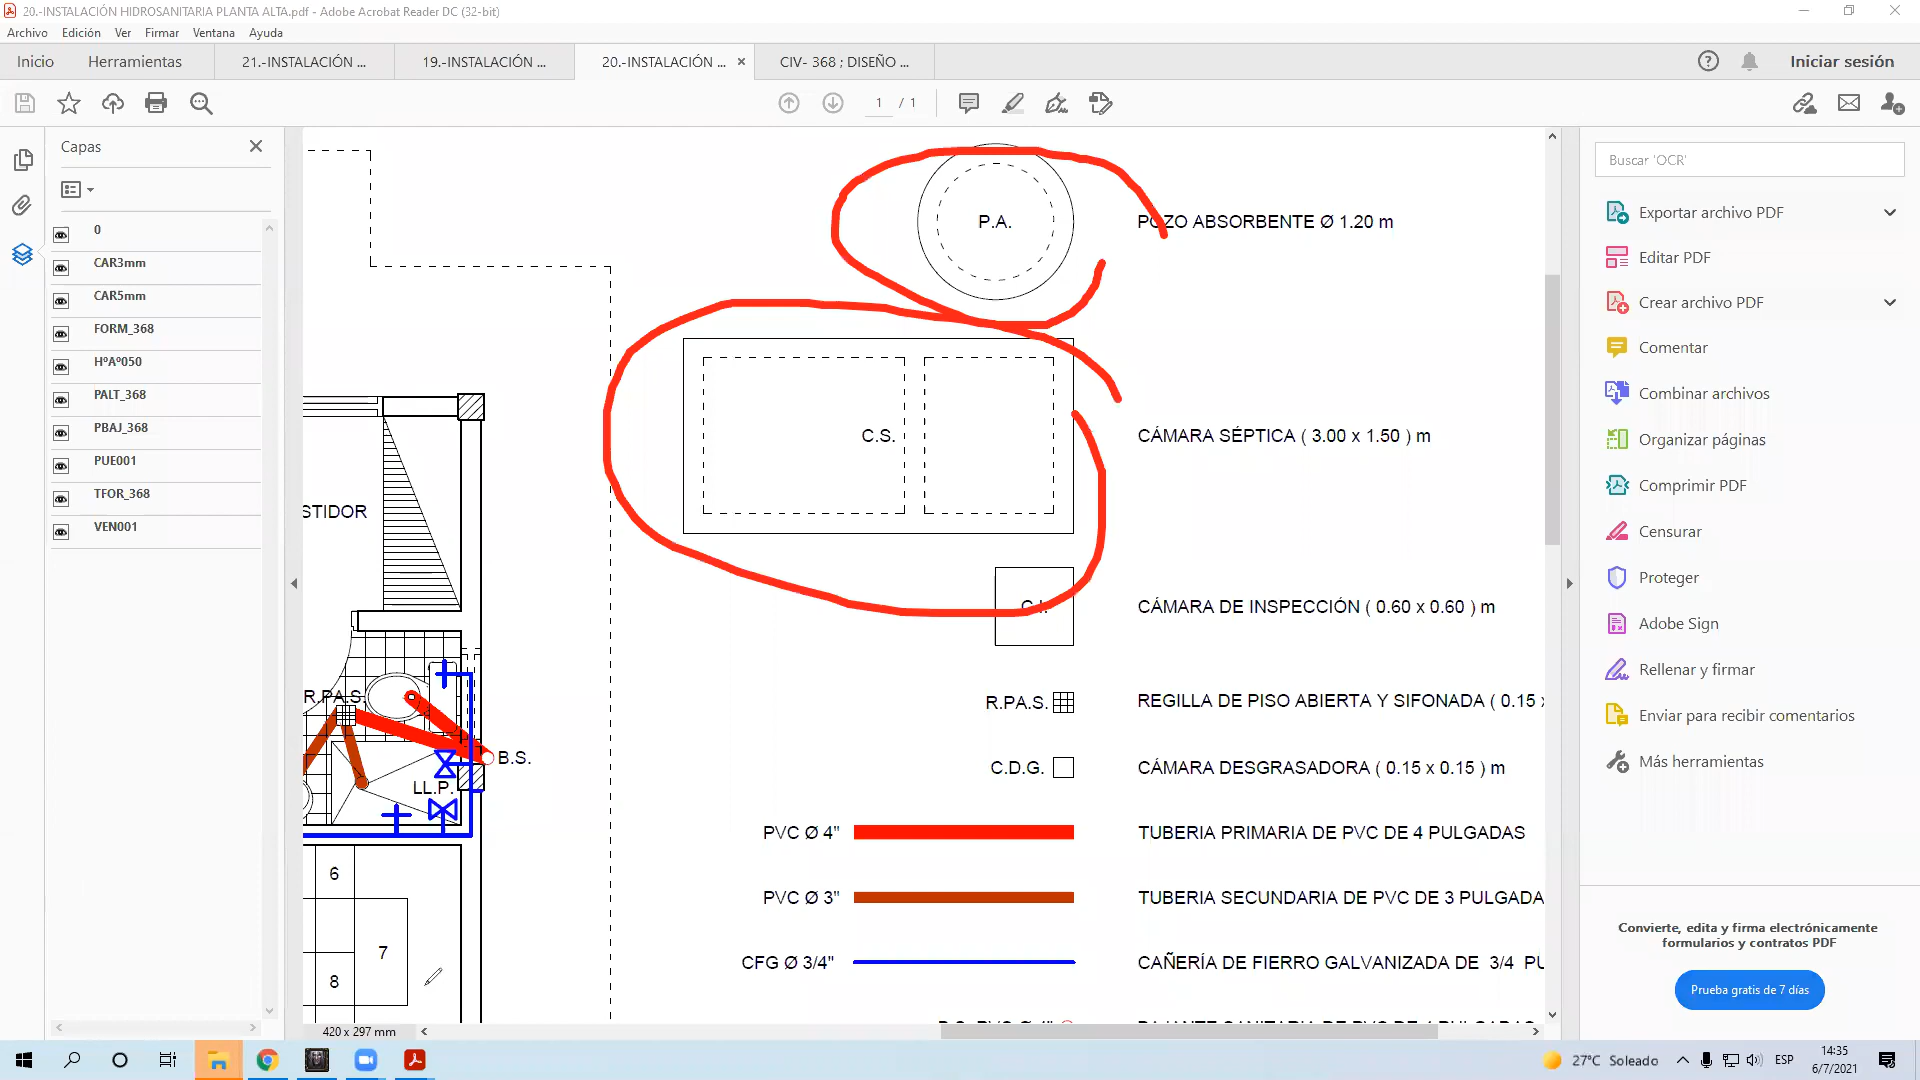 20.-INSTALACIÓN HIDROSANITARIA PLANTA ALTA.pdf - Adobe Acrobat Reader DC (32-bit)
Archivo Edición Ver Firmar Ventana Ayuda
Inicio Herramientas 21.-INSTALACIÓN ... 19.-INSTALACIÓN ... 20.-INSTALACIÓN ... CIV- 368 ; DISEÑO ... Iniciar sesión
1 / 1
Capas
0
CAR3mm
CAR5mm
FORM_368
HºAº050
PALT_368
PBAJ_368
PUE001
TFOR_368
VEN001
P.A. POZO ABSORBENTE Ø 1.20 m
C.S. CÁMARA SÉPTICA ( 3.00 x 1.50 ) m
C.I. CÁMARA DE INSPECCIÓN ( 0.60 x 0.60 ) m
R.PA.S. REGILLA DE PISO ABIERTA Y SIFONADA ( 0.15 x
C.D.G. CÁMARA DESGRASADORA ( 0.15 x 0.15 ) m
PVC Ø 4" TUBERIA PRIMARIA DE PVC DE 4 PULGADAS
PVC Ø 3" TUBERIA SECUNDARIA DE PVC DE 3 PULGADA
CFG Ø 3/4" CAÑERÍA DE FIERRO GALVANIZADA DE 3/4 PU
STIDOR
R.PA.S.
B.S.
LL.P.
6
7
8
420 x 297 mm
Buscar 'OCR'
Exportar archivo PDF
Editar PDF
Crear archivo PDF
Comentar
Combinar archivos
Organizar páginas
Comprimir PDF
Censurar
Proteger
Adobe Sign
Rellenar y firmar
Enviar para recibir comentarios
Más herramientas
Convierte, edita y firma electrónicamente
formularios y contratos PDF
Prueba gratis de 7 días
27°C Soleado ESP 14:35
6/7/2021